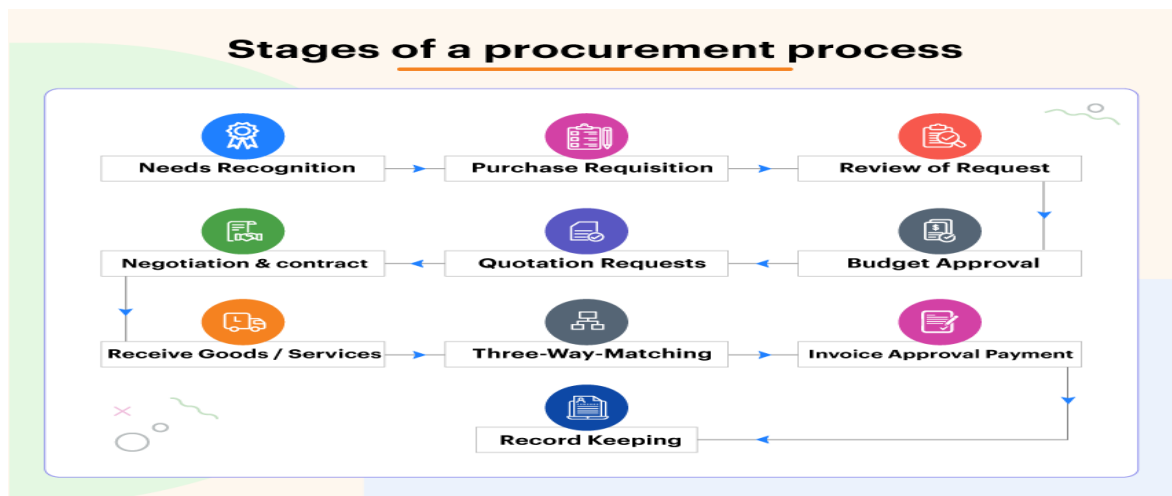 Stages of a procurement process
Needs Recognition
Purchase Requisition
Review of Request
Budget Approval
Quotation Requests
Negotiation & contract
Receive Goods / Services
Three-Way-Matching
Invoice Approval Payment
Record Keeping